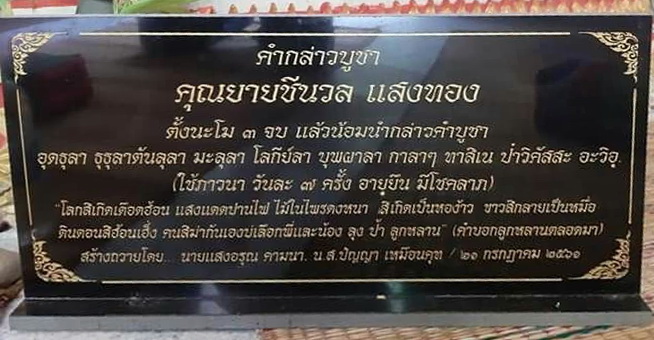 คำกล่าวบูชา
คุณยายชีนวล แสงทอง
ตั้งนะโม ๓ จบ แล้วน้อมนำกล่าวคำบูชา
อุดธุลา ธุธุลาตันลุลา มะลุลา โลกีย์ลา บุพผาลา กาลาๆ ทาลิเน ป่าวิคัสสะ อะวิอุ.
(ใช้ภาวนา วันละ ๗ ครั้ง อายุยืน มีโชคลาภ)
"โลกสิเกิดเดือดฮ้อน แสงแดดปานไฟ ไม้ในไพรดงหนา สิเกิดเป็นทองร้าว ขาวสิกลายเป็นหมื่อ
ดินดอนสิฮ้อนเฮิ่ง คนสิฆ่ากันเองบ่เลือกพี่และน้อง ลุง ป้า ลูกหลาน" (คำบอกลูกหลานตลอดมา)
สร้างถวายโดย... นายแสงอรุณ คามนา. น.ส.ปัญญา เหมือนคุท / ๒๑ กรกฎาคม ๒๕๖๑